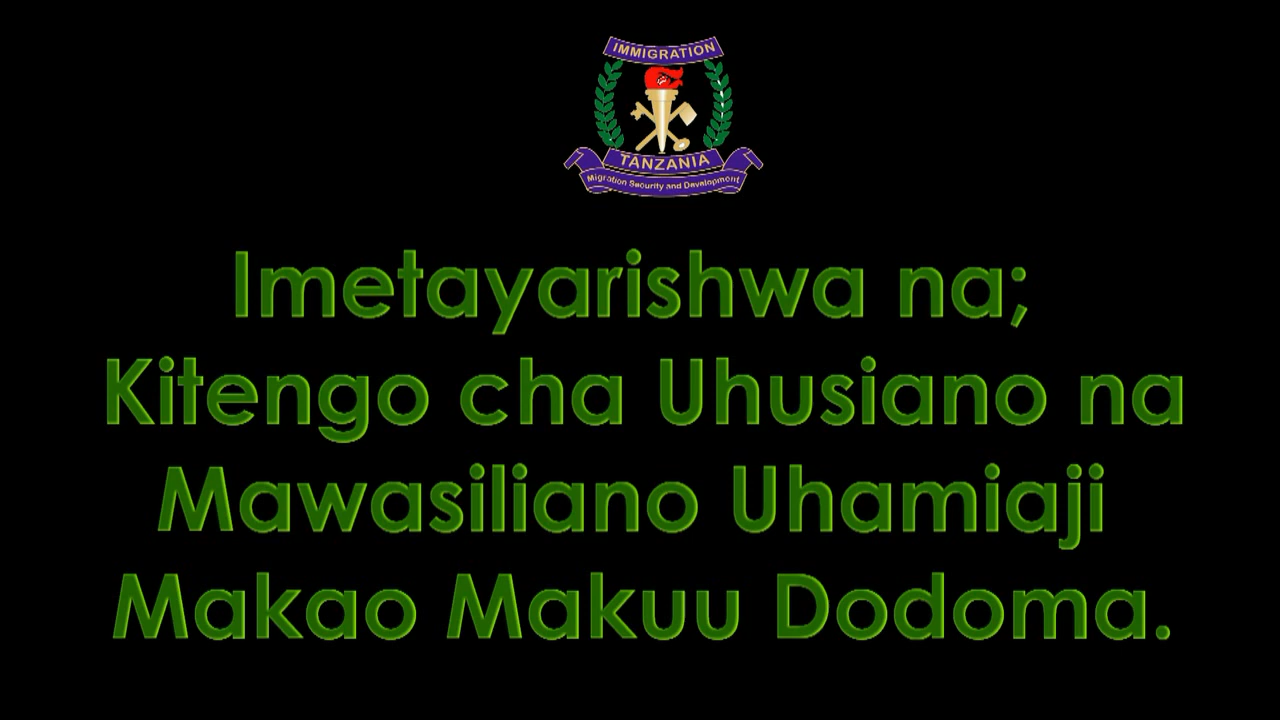 IMMIGRATION
TANZANIA
Migration Security and Development
Imetayarishwa na;
Kitengo cha Uhusiano na
Mawasiliano Uhamiaji
Makao Makuu Dodoma.